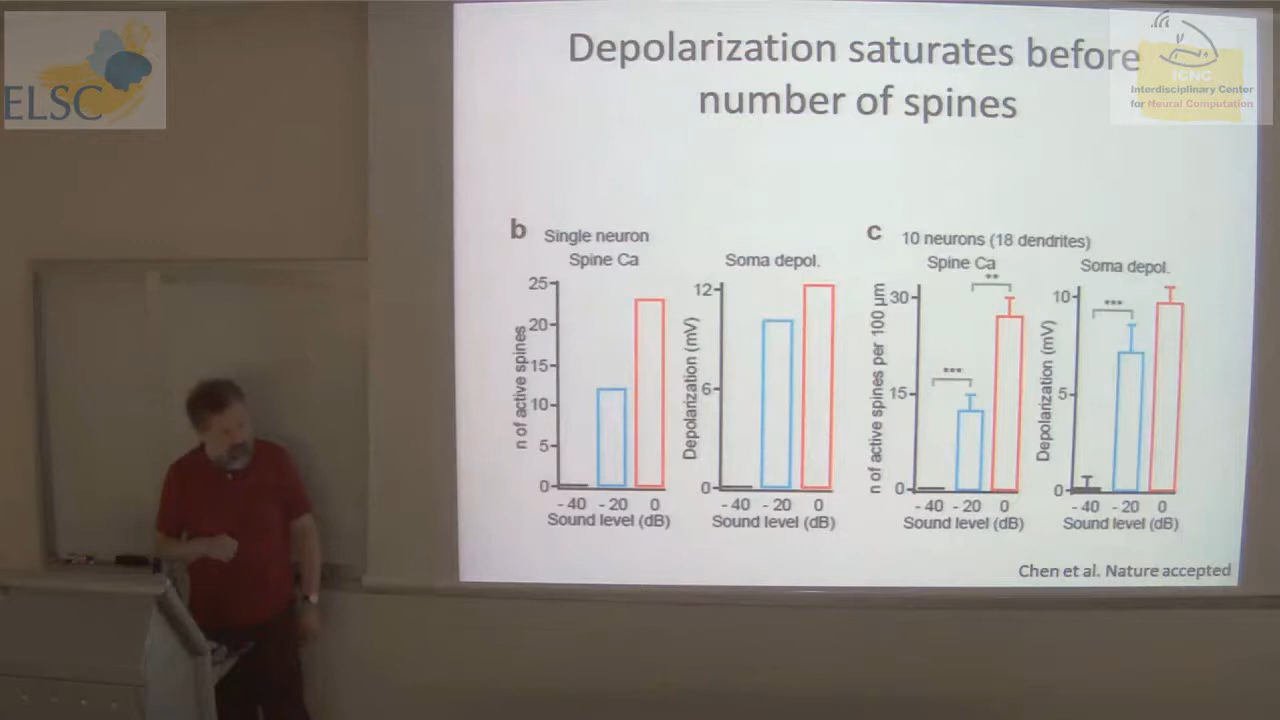 ELSC
ICNC
Interdisciplinary Center
for Neural Computation
Depolarization saturates before
number of spines
b Single neuron
Spine Ca
n of active spines
25
20
15
10
5
0
- 40 - 20 0
Sound level (dB)
Soma depol.
Depolarization (mV)
12
6
0
- 40 - 20 0
Sound level (dB)
c 10 neurons (18 dendrites)
Spine Ca
n of active spines per 100 µm
30
15
0
***
**
- 40 - 20 0
Sound level (dB)
Soma depol.
Depolarization (mV)
10
5
0
***
- 40 - 20 0
Sound level (dB)
Chen et al. Nature accepted